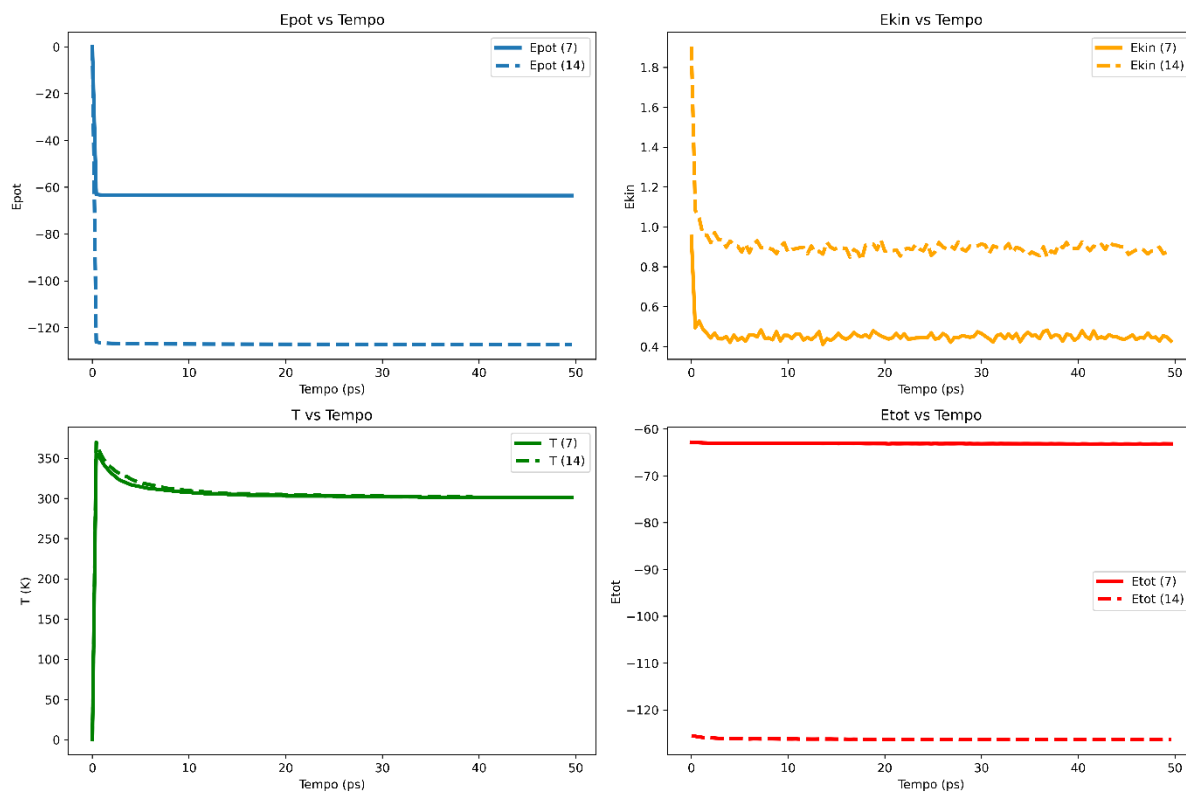 Epot vs Tempo
0
−20
−40
−60
−80
−100
−120
Epot
Epot (7)
Epot (14)
0
10
20
30
40
50
Tempo (ps)
Ekin vs Tempo
1.8
1.6
1.4
1.2
1.0
0.8
0.6
0.4
Ekin
Ekin (7)
Ekin (14)
0
10
20
30
40
50
Tempo (ps)
T vs Tempo
350
300
250
200
150
100
50
0
T (K)
T (7)
T (14)
0
10
20
30
40
50
Tempo (ps)
Etot vs Tempo
−60
−70
−80
−90
−100
−110
−120
Etot
Etot (7)
Etot (14)
0
10
20
30
40
50
Tempo (ps)